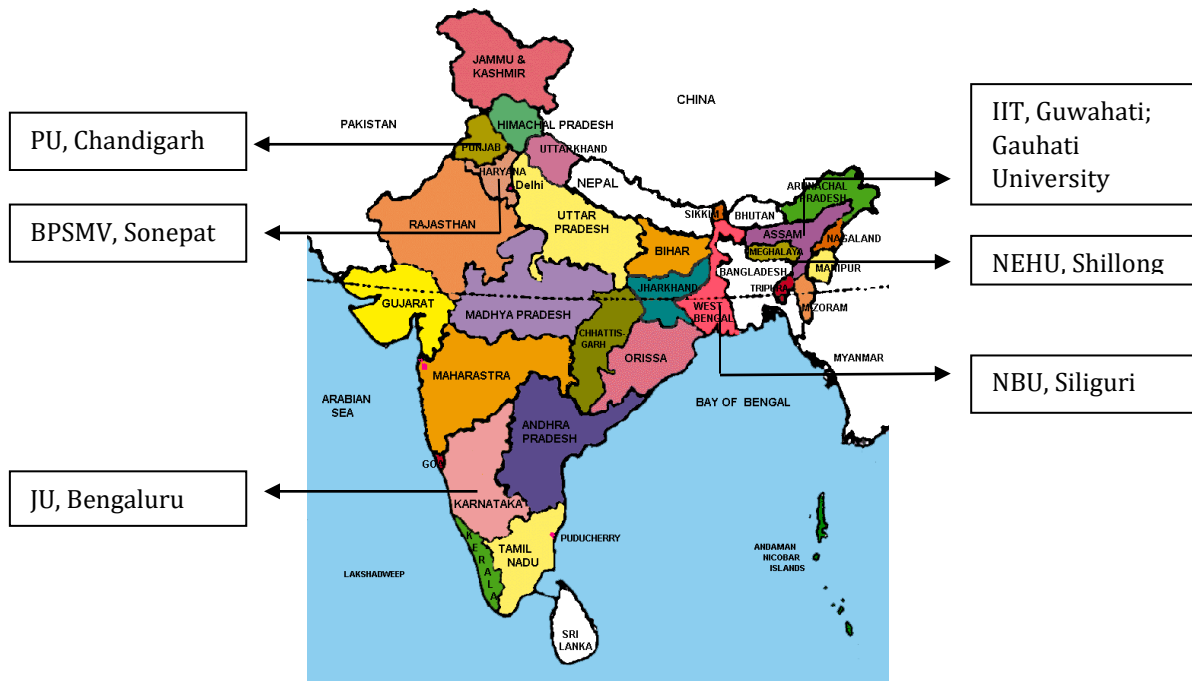 JAMMU &
KASHMIR
CHINA
PAKISTAN
HIMACHAL PRADESH
PUNJAB
UTTARKHAND
HARYANA
Delhi
NEPAL
ARUNACHAL
PRADESH
SIKKIM
BHUTAN
RAJASTHAN
UTTAR
PRADESH
ASSAM
NAGALAND
BIHAR
MEGHALAYA
BANGLADESH
MANIPUR
JHARKHAND
TRIPURA
GUJARAT
MADHYA PRADESH
WEST
BENGAL
MIZORAM
CHHATTIS-
GARH
ORISSA
MYANMAR
MAHARASTRA
ARABIAN
SEA
BAY OF BENGAL
ANDHRA
PRADESH
GOA
KARNATAKA
PUDUCHERRY
TAMIL
NADU
KERALA
ANDAMAN
NICOBAR
ISLANDS
LAKSHADWEEP
SRI
LANKA
PU, Chandigarh
BPSMV, Sonepat
JU, Bengaluru
IIT, Guwahati;
Gauhati
University
NEHU, Shillong
NBU, Siliguri